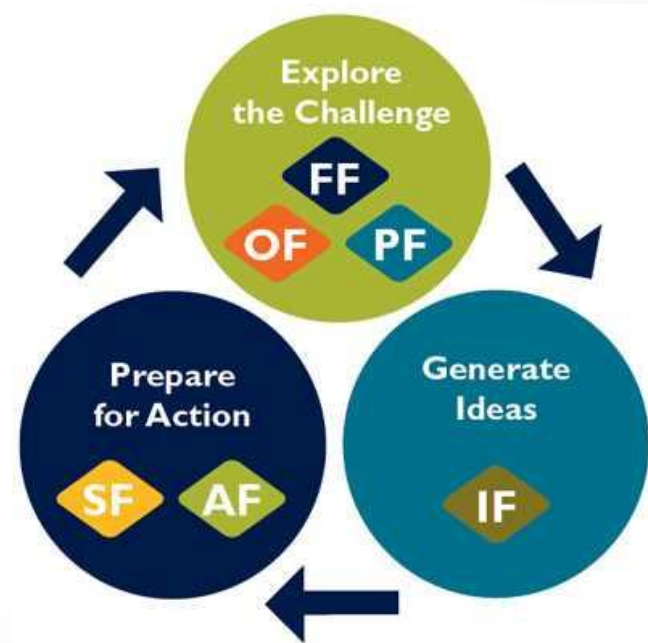 Explore
the Challenge
FF
OF PF
Generate
Ideas
IF
Prepare
for Action
SF AF